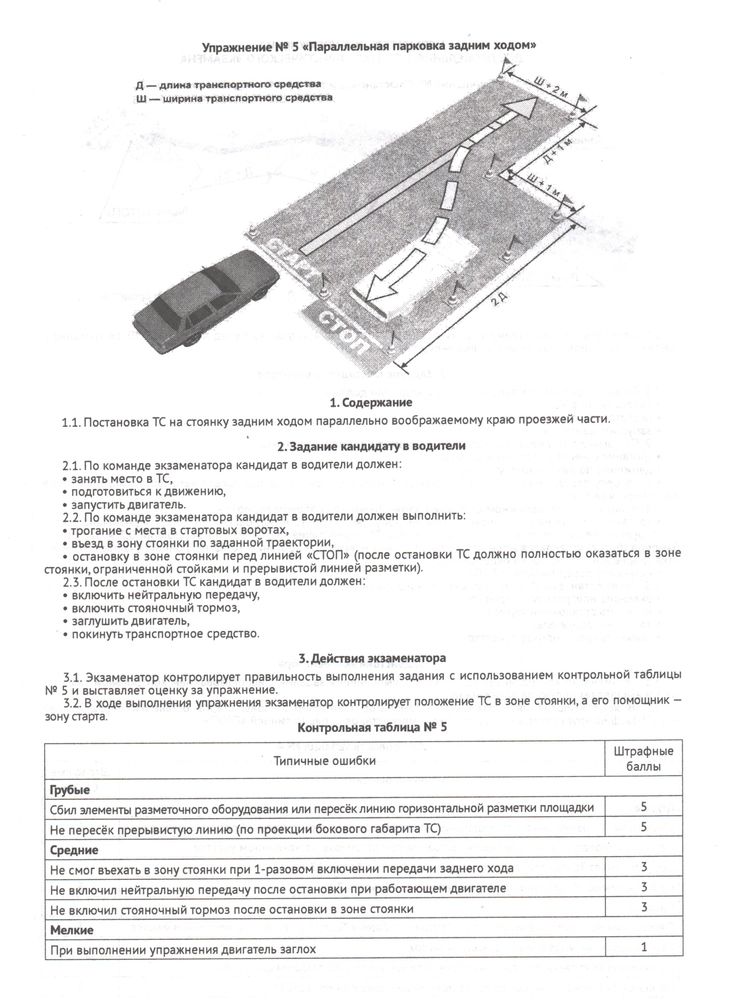 Упражнение № 5 «Параллельная парковка задним ходом»
Д — длина транспортного средства
Ш — ширина транспортного средства
Ш + 2 м
Д + 1 м
Ш + 1 м
СТАРТ
СТОП
2 Д
1. Содержание
1.1. Постановка ТС на стоянку задним ходом параллельно воображаемому краю проезжей части.
2. Задание кандидату в водители
2.1. По команде экзаменатора кандидат в водители должен:
• занять место в ТС,
• подготовиться к движению,
• запустить двигатель.
2.2. По команде экзаменатора кандидат в водители должен выполнить:
• трогание с места в стартовых воротах,
• въезд в зону стоянки по заданной траектории,
• остановку в зоне стоянки перед линией «СТОП» (после остановки ТС должно полностью оказаться в зоне
стоянки, ограниченной стойками и прерывистой линией разметки).
2.3. После остановки ТС кандидат в водители должен:
• включить нейтральную передачу,
• включить стояночный тормоз,
• заглушить двигатель,
• покинуть транспортное средство.
3. Действия экзаменатора
3.1. Экзаменатор контролирует правильность выполнения задания с использованием контрольной таблицы
№ 5 и выставляет оценку за упражнение.
3.2. В ходе выполнения упражнения экзаменатор контролирует положение ТС в зоне стоянки, а его помощник —
зону старта.
Контрольная таблица № 5
Типичные ошибки
Штрафные
баллы
Грубые
Сбил элементы разметочного оборудования или пересёк линию горизонтальной разметки площадки 5
Не пересёк прерывистую линию (по проекции бокового габарита ТС) 5
Средние
Не смог въехать в зону стоянки при 1-разовом включении передачи заднего хода 3
Не включил нейтральную передачу после остановки при работающем двигателе 3
Не включил стояночный тормоз после остановки в зоне стоянки 3
Мелкие
При выполнении упражнения двигатель заглох 1